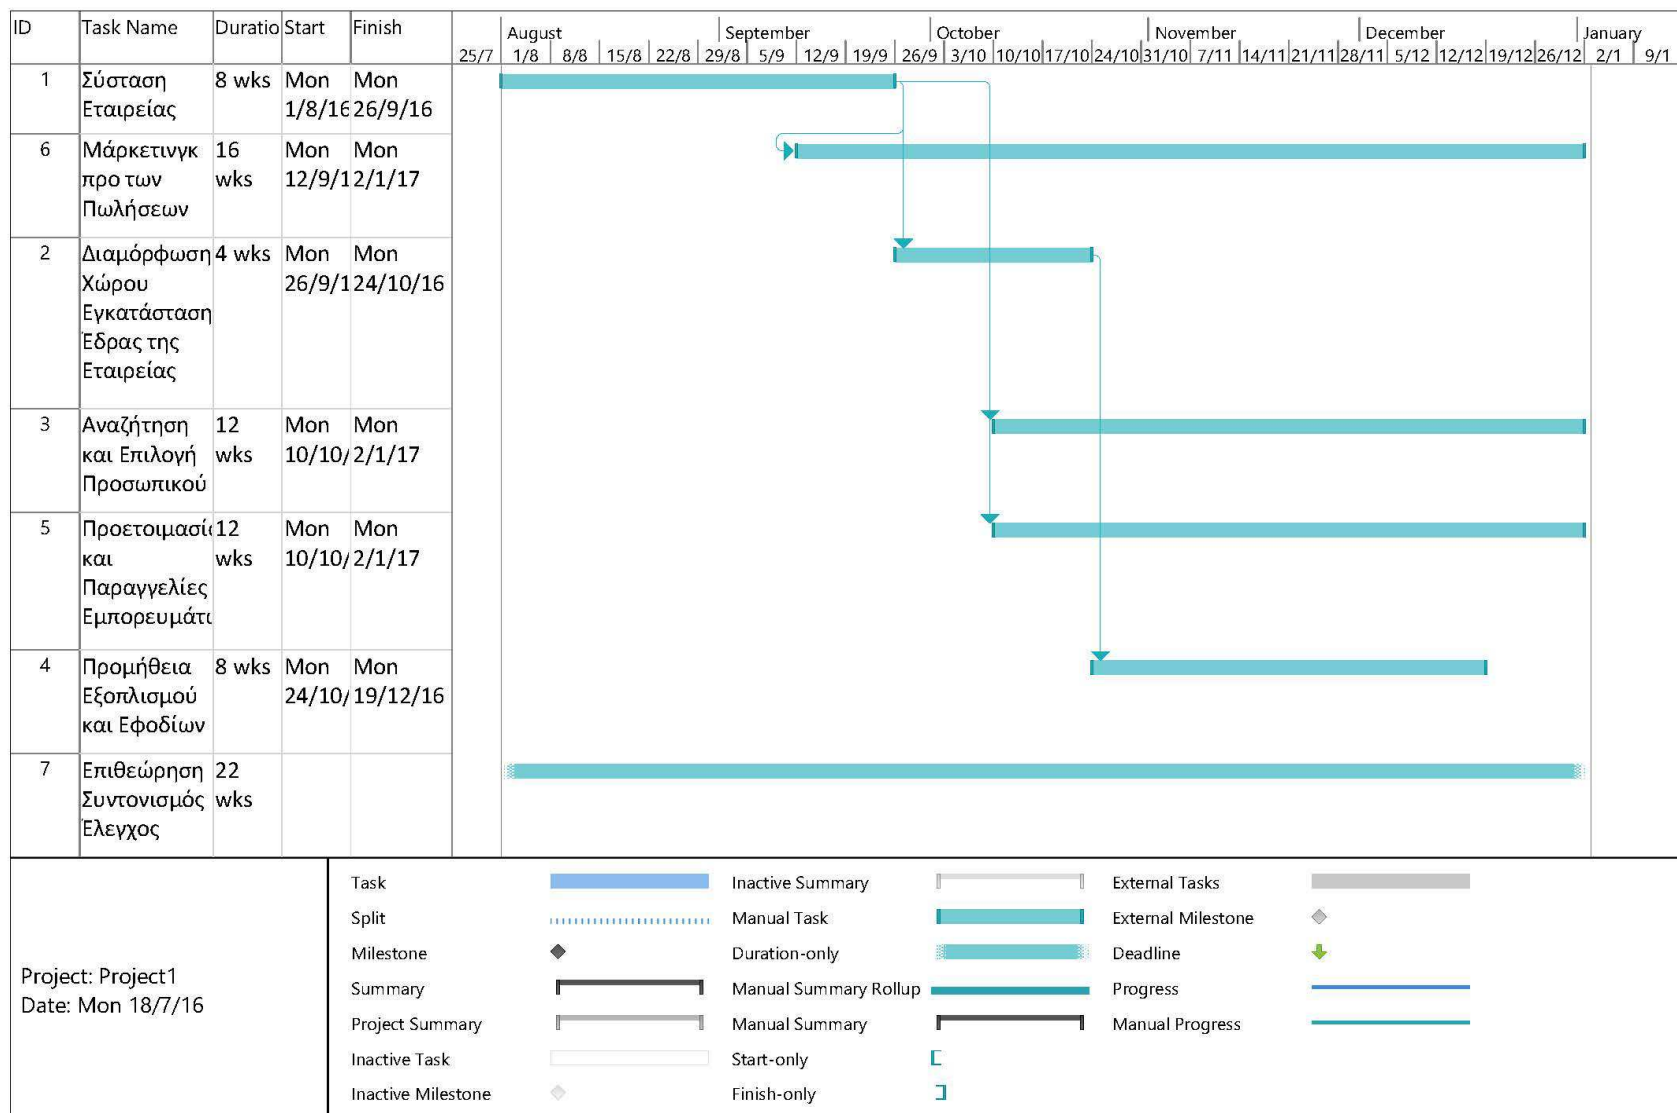 ID Task Name Duratio Start Finish
August September October November December January
25/7 1/8 8/8 15/8 22/8 29/8 5/9 12/9 19/9 26/9 3/10 10/10 17/10 24/10 31/10 7/11 14/11 21/11 28/11 5/12 12/12 19/12 26/12 2/1 9/1
1 Σύσταση 8 wks Mon Mon
Εταιρείας 1/8/16 26/9/16
6 Μάρκετινγκ 16 Mon Mon
προ των wks 12/9/1 2/1/17
Πωλήσεων
2 Διαμόρφωση 4 wks Mon Mon
Χώρου 26/9/1 24/10/16
Εγκατάσταση
Έδρας της
Εταιρείας
3 Αναζήτηση 12 Mon Mon
και Επιλογή wks 10/10/ 2/1/17
Προσωπικού
5 Προετοιμασί 12 Mon Mon
και wks 10/10/ 2/1/17
Παραγγελίες
Εμπορευμάτ
4 Προμήθεια 8 wks Mon Mon
Εξοπλισμού 24/10/ 19/12/16
και Εφοδίων
7 Επιθεώρηση 22
Συντονισμός wks
Έλεγχος
Project: Project1
Date: Mon 18/7/16
Task Inactive Summary External Tasks
Split Manual Task External Milestone
Milestone Duration-only Deadline
Summary Manual Summary Rollup Progress
Project Summary Manual Summary Manual Progress
Inactive Task Start-only
Inactive Milestone Finish-only